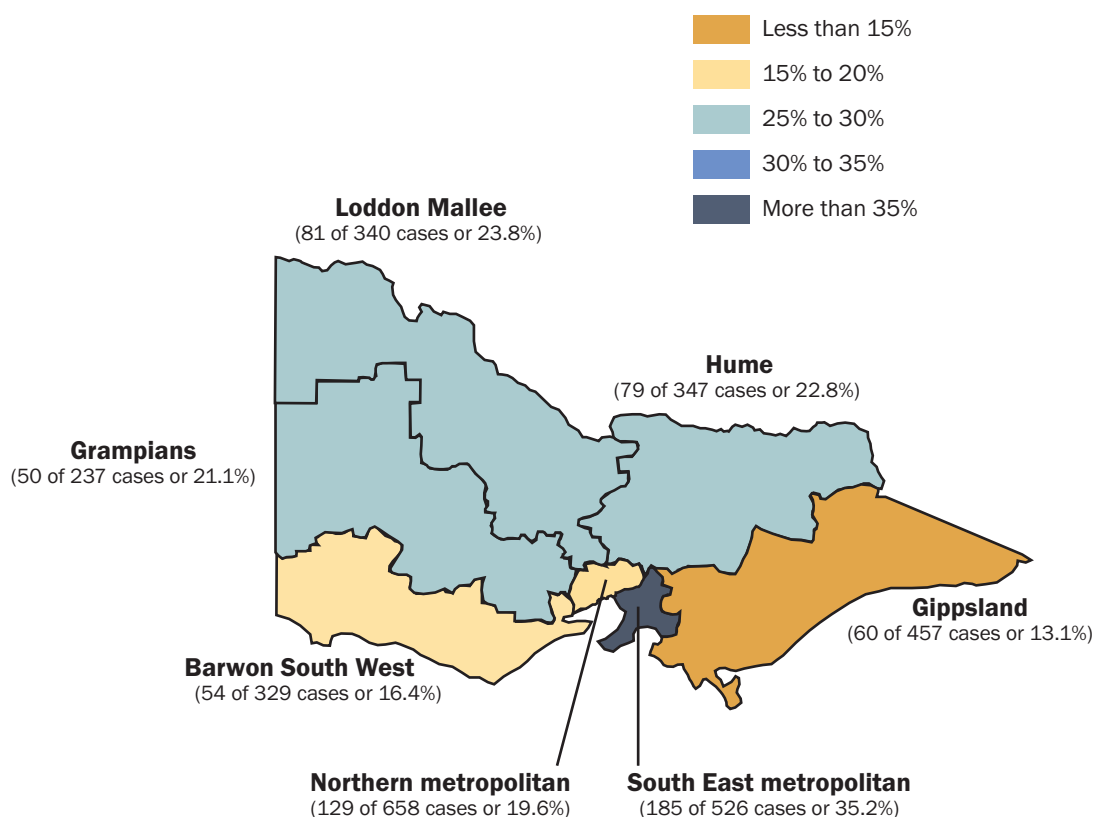 Less than 15%
15% to 20%
25% to 30%
30% to 35%
More than 35%
Loddon Mallee
(81 of 340 cases or 23.8%)
Hume
(79 of 347 cases or 22.8%)
Grampians
(50 of 237 cases or 21.1%)
Gippsland
(60 of 457 cases or 13.1%)
Barwon South West
(54 of 329 cases or 16.4%)
Northern metropolitan
(129 of 658 cases or 19.6%)
South East metropolitan
(185 of 526 cases or 35.2%)